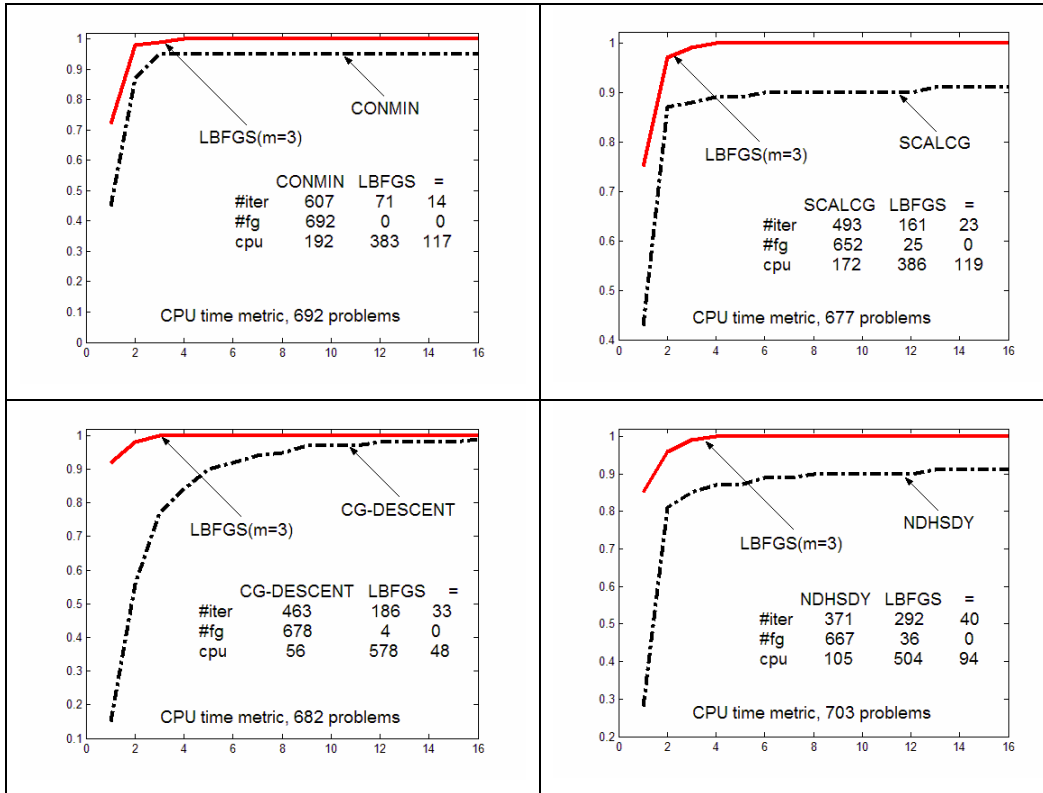 1
0.9
0.8
0.7
0.6
0.5
0.4
0.3
0.2
0.1
0
CONMIN
LBFGS(m=3)
CONMIN LBFGS =
#iter 607 71 14
#fg 692 0 0
cpu 192 383 117
CPU time metric, 692 problems
0 2 4 6 8 10 12 14 16
1
0.9
0.8
0.7
0.6
0.5
0.4
SCALCG
LBFGS(m=3)
SCALCG LBFGS =
#iter 493 161 23
#fg 652 25 0
cpu 172 386 119
CPU time metric, 677 problems
0 2 4 6 8 10 12 14 16
1
0.9
0.8
0.7
0.6
0.5
0.4
0.3
0.2
0.1
CG-DESCENT
LBFGS(m=3)
CG-DESCENT LBFGS =
#iter 463 186 33
#fg 678 4 0
cpu 56 578 48
CPU time metric, 682 problems
0 2 4 6 8 10 12 14 16
1
0.9
0.8
0.7
0.6
0.5
0.4
0.3
0.2
NDHSDY
LBFGS(m=3)
NDHSDY LBFGS =
#iter 371 292 40
#fg 667 36 0
cpu 105 504 94
CPU time metric, 703 problems
0 2 4 6 8 10 12 14 16